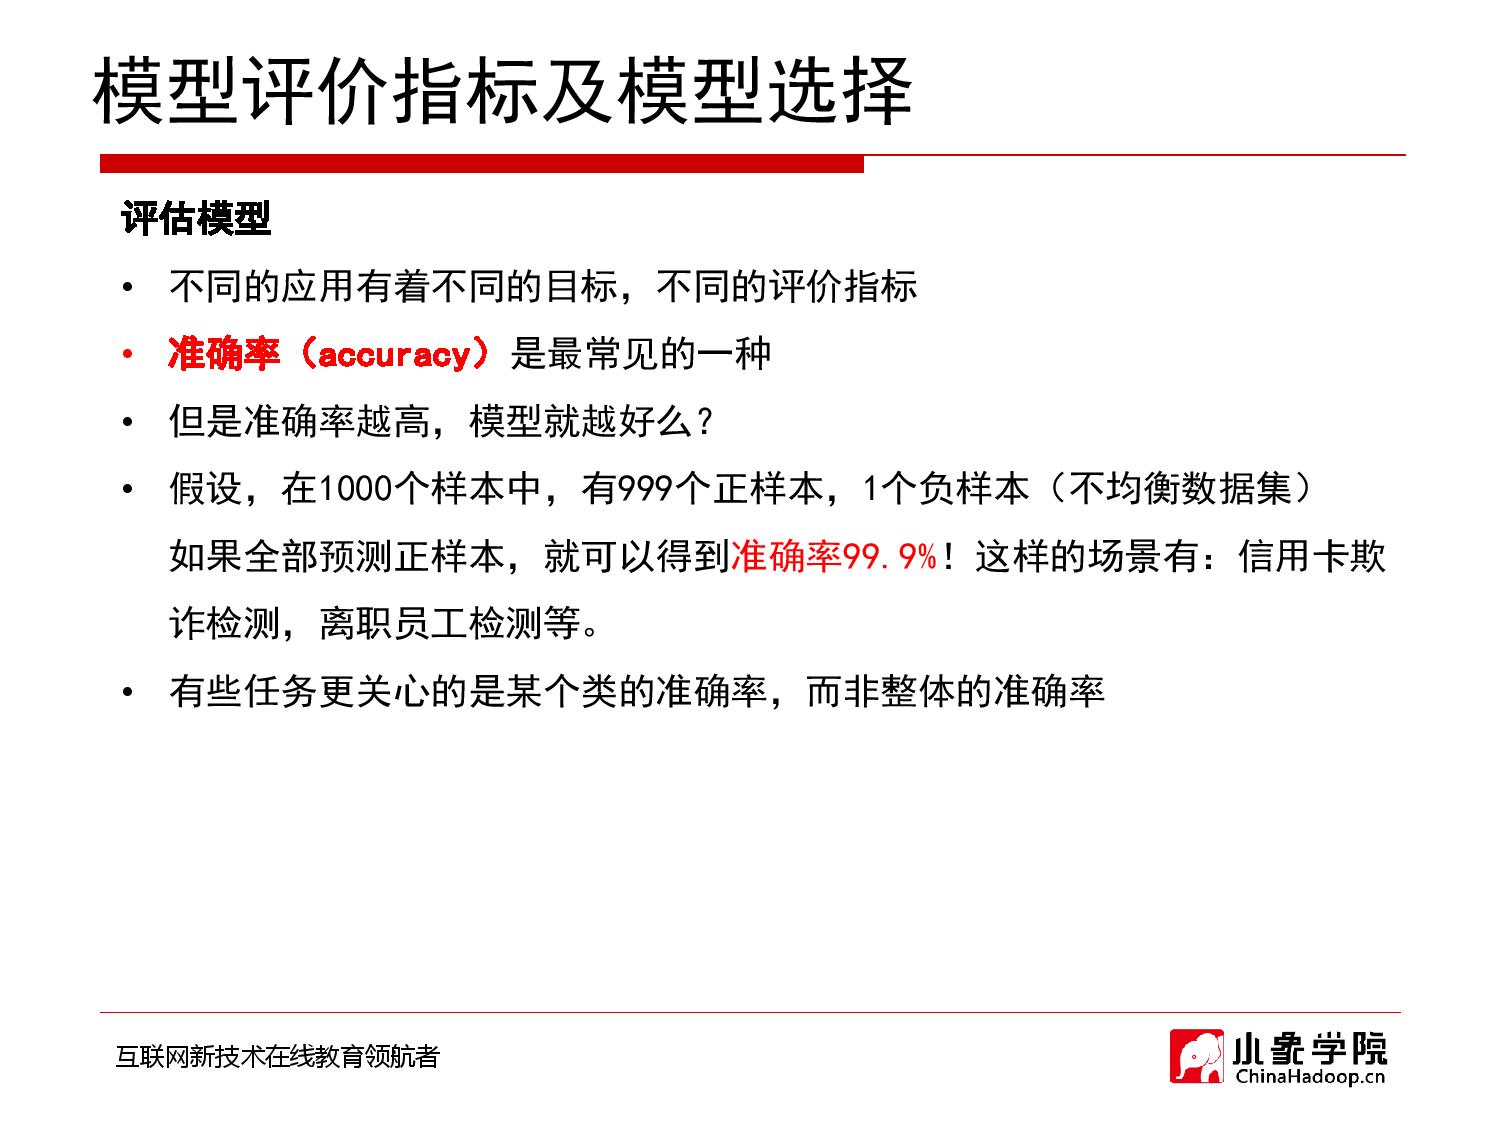 模型评价指标及模型选择
评估模型
• 不同的应用有着不同的目标，不同的评价指标
• 准确率（accuracy）是最常见的一种
• 但是准确率越高，模型就越好么？
• 假设，在1000个样本中，有999个正样本，1个负样本（不均衡数据集）
如果全部预测正样本，就可以得到准确率99.9%！这样的场景有：信用卡欺
诈检测，离职员工检测等。
• 有些任务更关心的是某个类的准确率，而非整体的准确率
互联网新技术在线教育领航者
小象学院
ChinaHadoop.cn